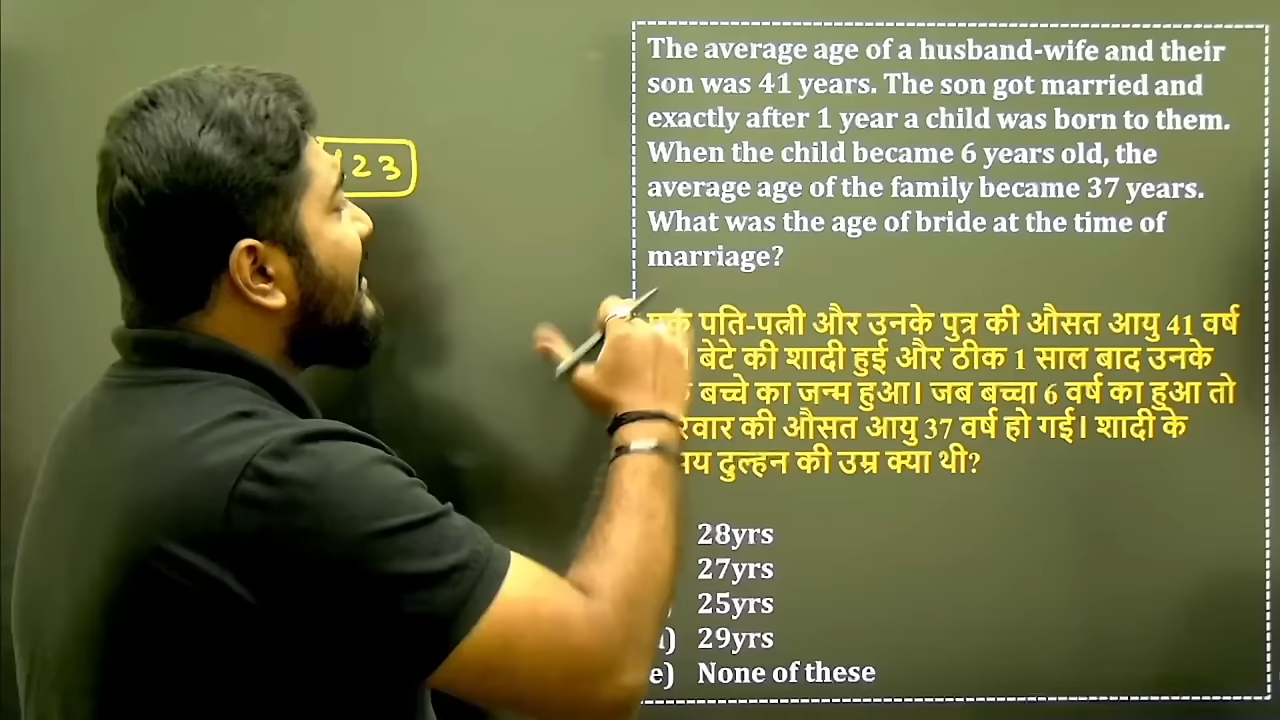 23
The average age of a husband-wife and their
son was 41 years. The son got married and
exactly after 1 year a child was born to them.
When the child became 6 years old, the
average age of the family became 37 years.
What was the age of bride at the time of
marriage?
पति-पत्नी और उनके पुत्र की औसत आयु 41 वर्ष
बेटे की शादी हुई और ठीक 1 साल बाद उनके
बच्चे का जन्म हुआ। जब बच्चा 6 वर्ष का हुआ तो
की औसत आयु 37 वर्ष हो गई। शादी के
दुल्हन की उम्र क्या थी?
28yrs
27yrs
25yrs
29yrs
e) None of these